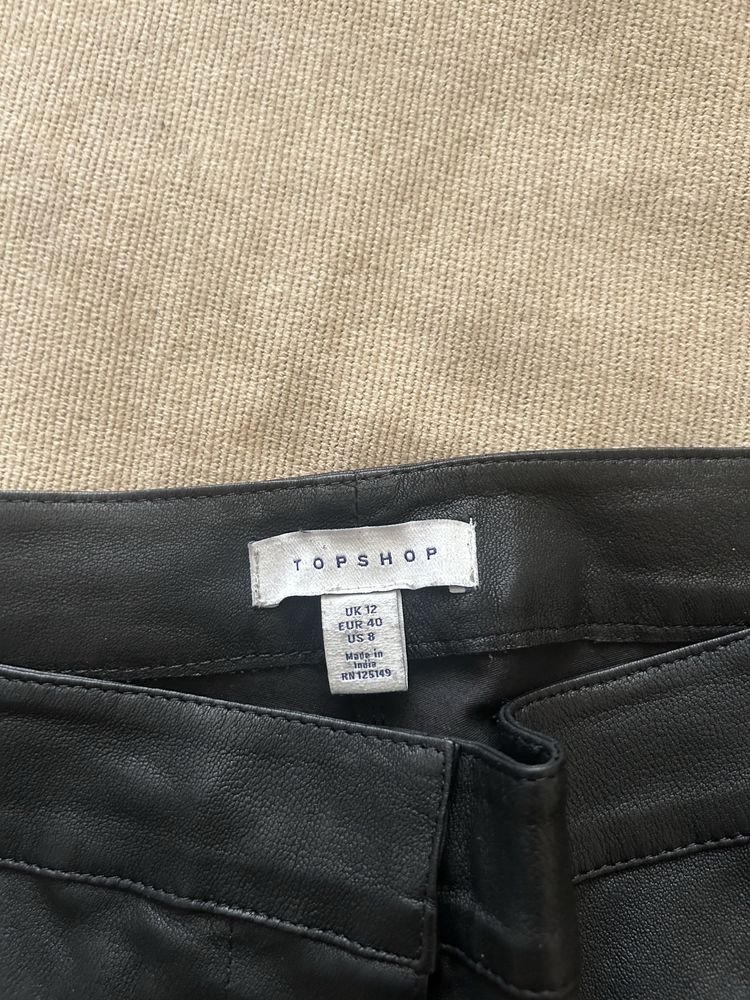 TOPSHOP
UK 12
EUR 40
US 8
Made in
India
RN125149